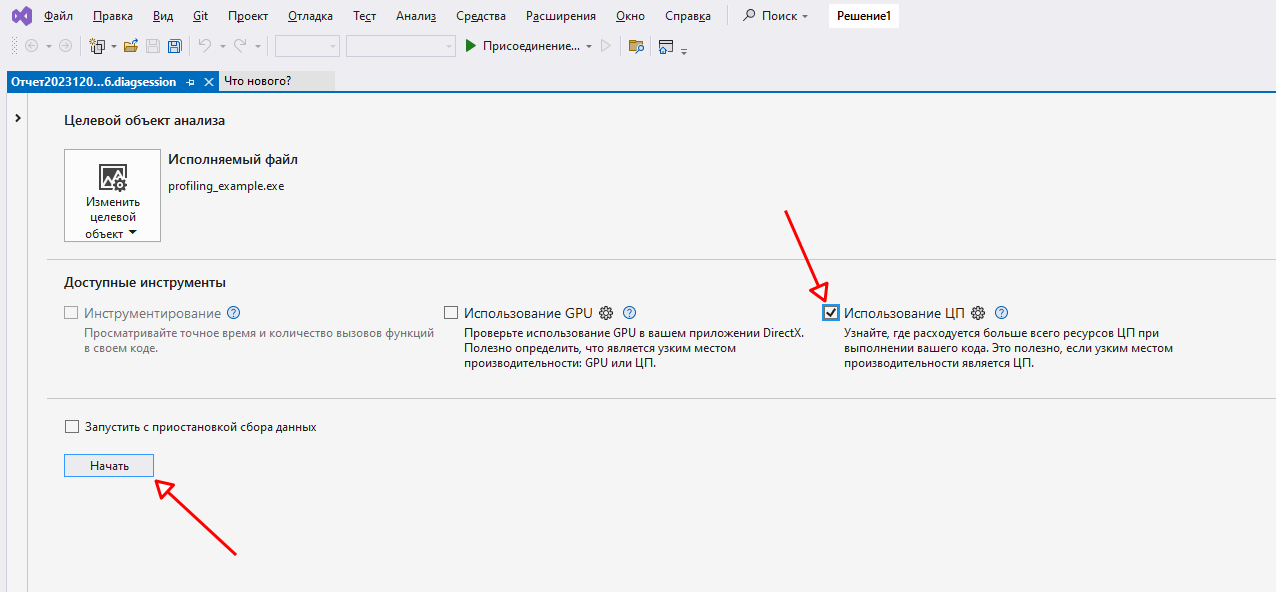 Файл Правка Вид Git Проект Отладка Тест Анализ Средства Расширения Окно Справка Поиск Решение1
Присоединение...
Отчет2023120...6.diagsession Что нового?
Целевой объект анализа
Исполняемый файл
profiling_example.exe
Изменить
целевой
объект
Доступные инструменты
Инструментирование
Просматривайте точное время и количество вызовов функций
в своем коде.
Использование GPU
Проверьте использование GPU в вашем приложении DirectX.
Полезно определить, что является узким местом
производительности: GPU или ЦП.
Использование ЦП
Узнайте, где расходуется больше всего ресурсов ЦП при
выполнении вашего кода. Это полезно, если узким местом
производительности является ЦП.
Запустить с приостановкой сбора данных
Начать